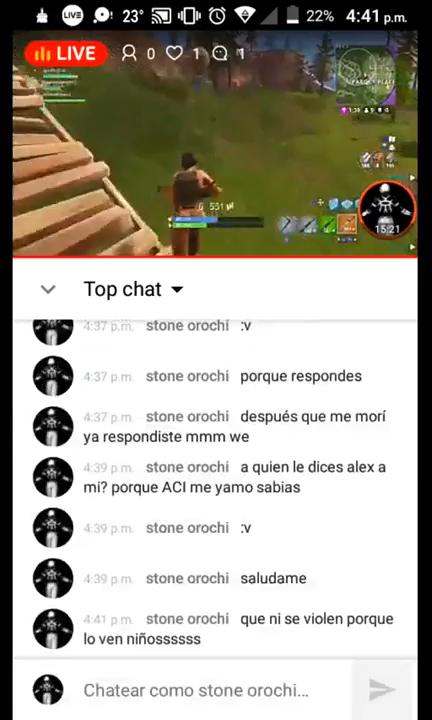 LIVE 23° 22% 4:41 p.m.
LIVE 0 1 1
15:21
Top chat
4:37 p.m. stone orochi :v
4:37 p.m. stone orochi porque respondes
4:37 p.m. stone orochi después que me morí
ya respondiste mmm we
4:39 p.m. stone orochi a quien le dices alex a
mi? porque ACI me yamo sabias
4:39 p.m. stone orochi :v
4:39 p.m. stone orochi saludame
4:41 p.m. stone orochi que ni se violen porque
lo ven niñossssss
Chatear como stone orochi...